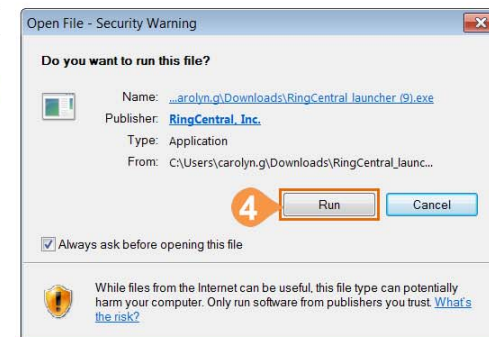 Open File - Security Warning
Do you want to run this file?
Name: ...arolyn.g\Downloads\RingCentral launcher (9).exe
Publisher: RingCentral, Inc.
Type: Application
From: C:\Users\carolyn.g\Downloads\RingCentral_launc...
4
Run Cancel
Always ask before opening this file
While files from the Internet can be useful, this file type can potentially
harm your computer. Only run software from publishers you trust. What's
the risk?